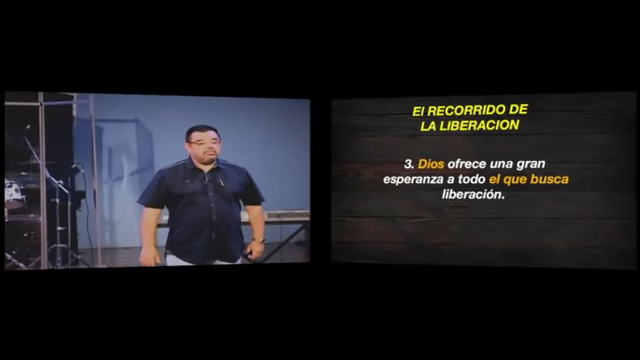 El RECORRIDO DE
LA LIBERACION
3. Dios ofrece una gran
esperanza a todo el que busca
liberación.